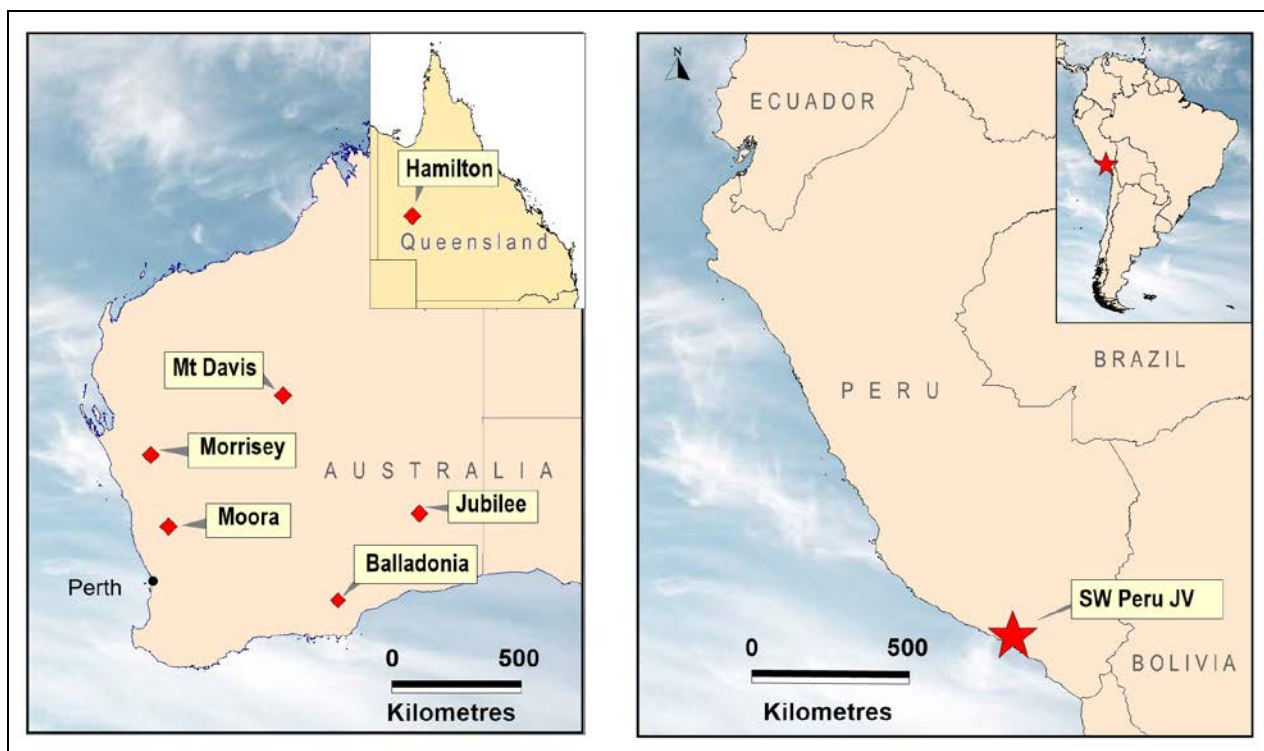 Hamilton
Queensland
Mt Davis
Morrisey
AUSTRALIA
Moora
Jubilee
Balladonia
Perth
0 500
Kilometres
N
ECUADOR
BRAZIL
PERU
SW Peru JV
0 500
BOLIVIA
Kilometres